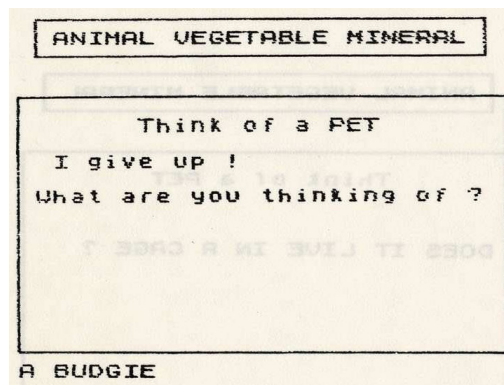 ANIMAL VEGETABLE MINERAL
Think of a PET
I give up !
What are you thinking of ?
A BUDGIE